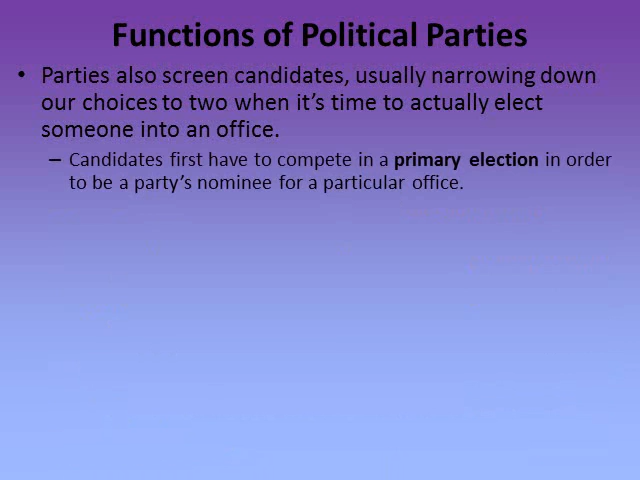 Functions of Political Parties
• Parties also screen candidates, usually narrowing down
our choices to two when it's time to actually elect
someone into an office.
– Candidates first have to compete in a primary election in order
to be a party's nominee for a particular office.